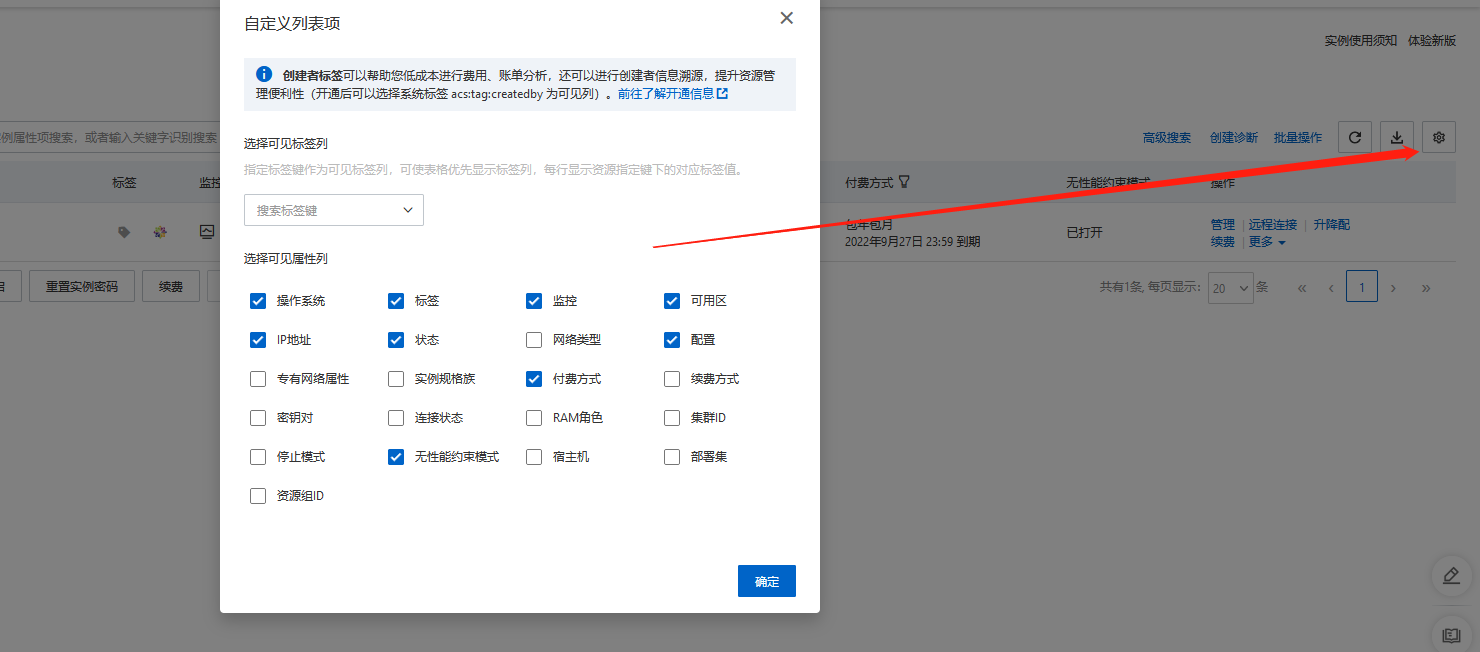 自定义列表项
创建者标签可以帮助您低成本进行费用、账单分析，还可以进行创建者信息溯源，提升资源管
理便利性（开通后可以选择系统标签 acs:tag:createdby 为可见列）。前往了解开通信息
选择可见标签列
指定标签键作为可见标签列，可使表格优先显示标签列，每行显示资源指定键下的对应标签值。
搜索标签键
选择可见属性列
操作系统 标签 监控 可用区
IP地址 状态 网络类型 配置
专有网络属性 实例规格族 付费方式 续费方式
密钥对 连接状态 RAM角色 集群ID
停止模式 无性能约束模式 宿主机 部署集
资源组ID
确定
实例使用须知 体验新版
例属性项搜索，或者输入关键字识别搜索
高级搜索 创建诊断 批量操作
标签 监控 付费方式 无性能约束模式 操作
包年包月
2022年9月27日 23:59 到期
已打开
管理 远程连接 升降配
续费 更多
重置实例密码 续费
共有1条, 每页显示: 20 条 « ‹ 1 › »